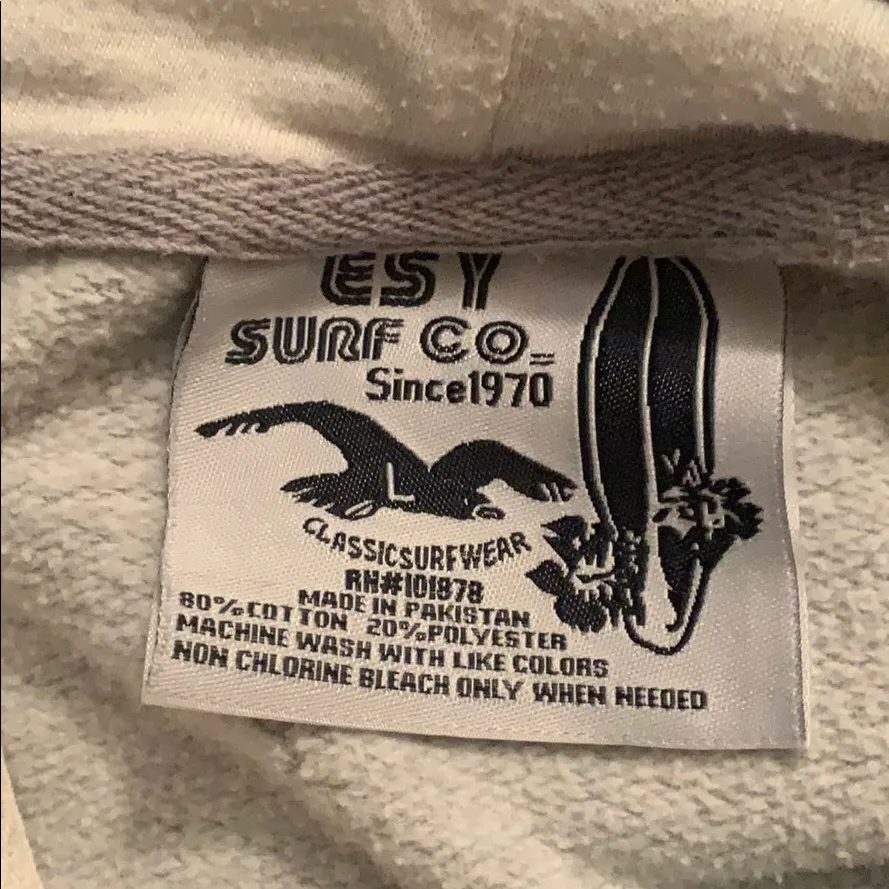 ESY
SURF CO.
Since1970
L
CLASSICSURFWEAR
RN#101878
MADE IN PAKISTAN
80%COTTON 20%POLYESTER
MACHINE WASH WITH LIKE COLORS
NON CHLORINE BLEACH ONLY WHEN NEEDED